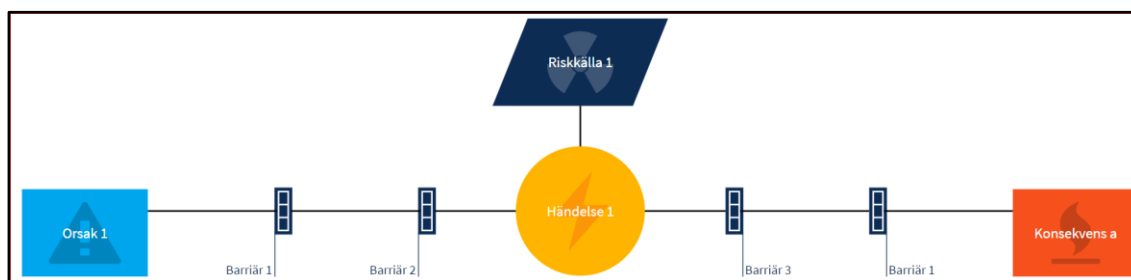 Riskkälla 1
Orsak 1
Händelse 1
Konsekvens a
Barriär 1
Barriär 2
Barriär 3
Barriär 1